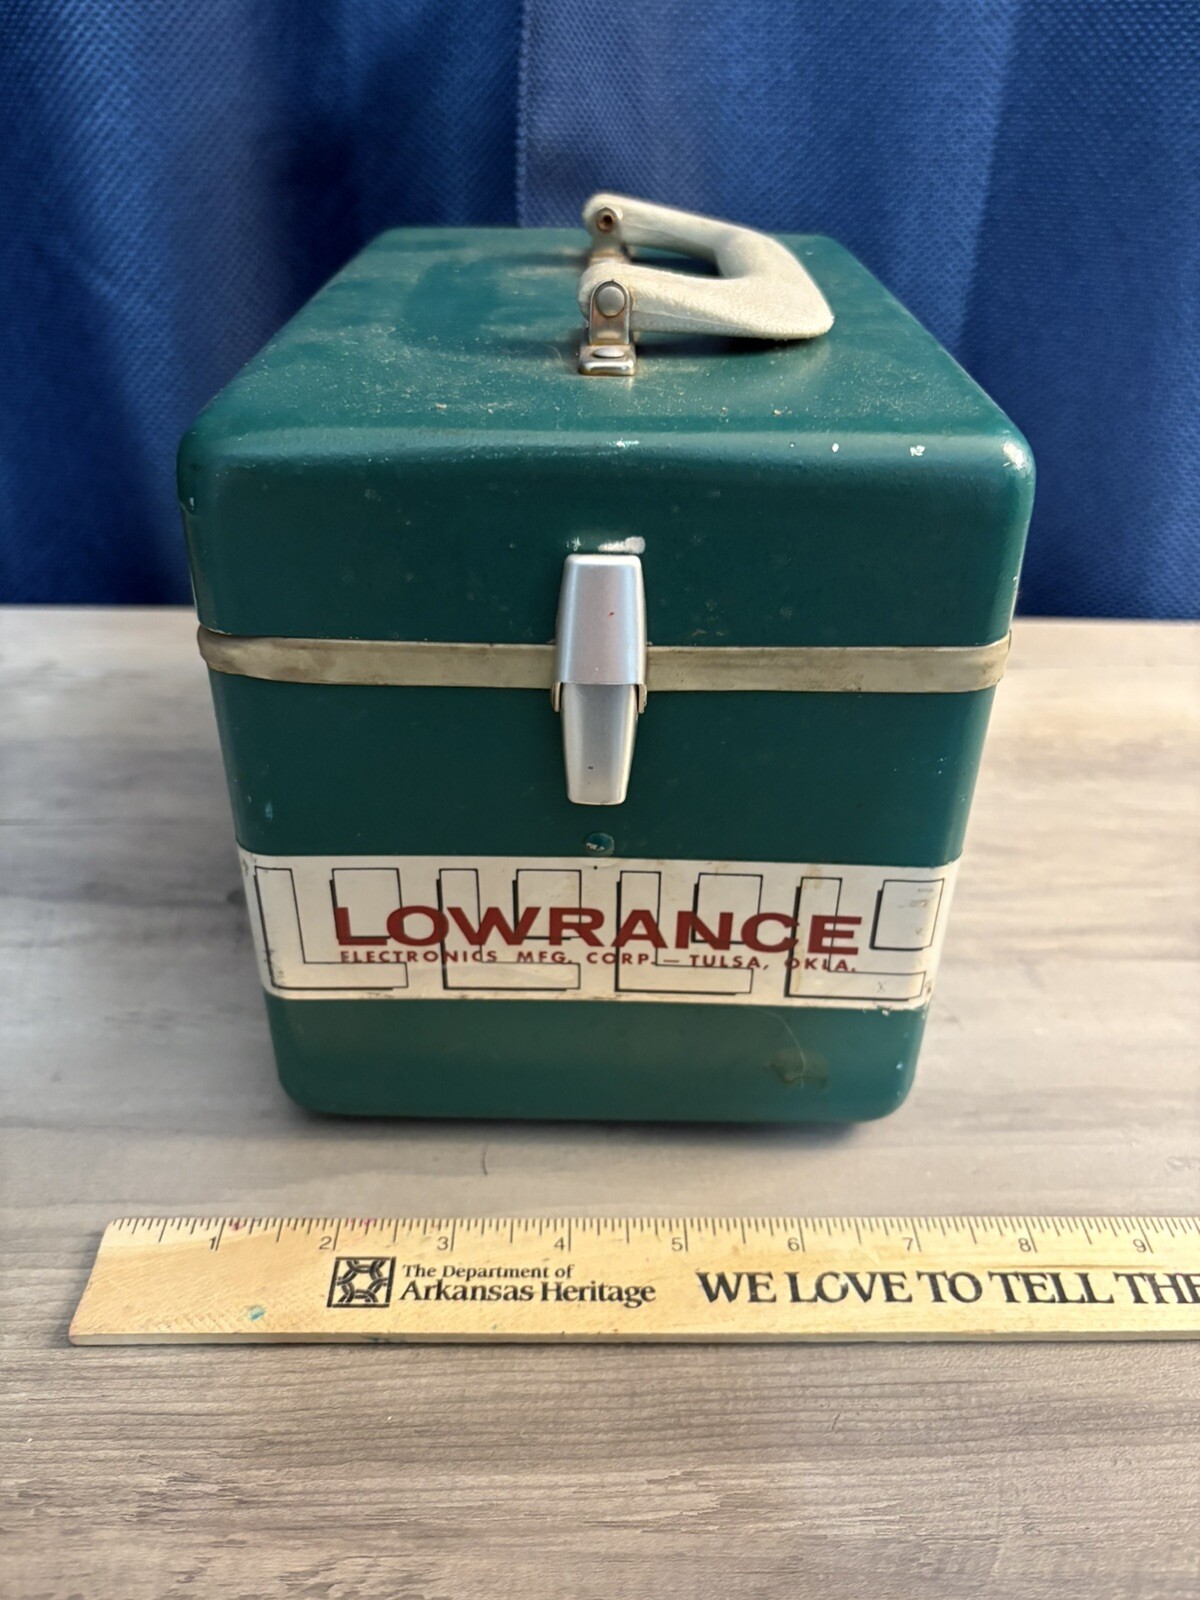 LOWRANCE
ELECTRONICS MFG. CORP. — TULSA, OKLA.
1 2 3 4 5 6 7 8 9
The Department of
Arkansas Heritage
WE LOVE TO TELL THE